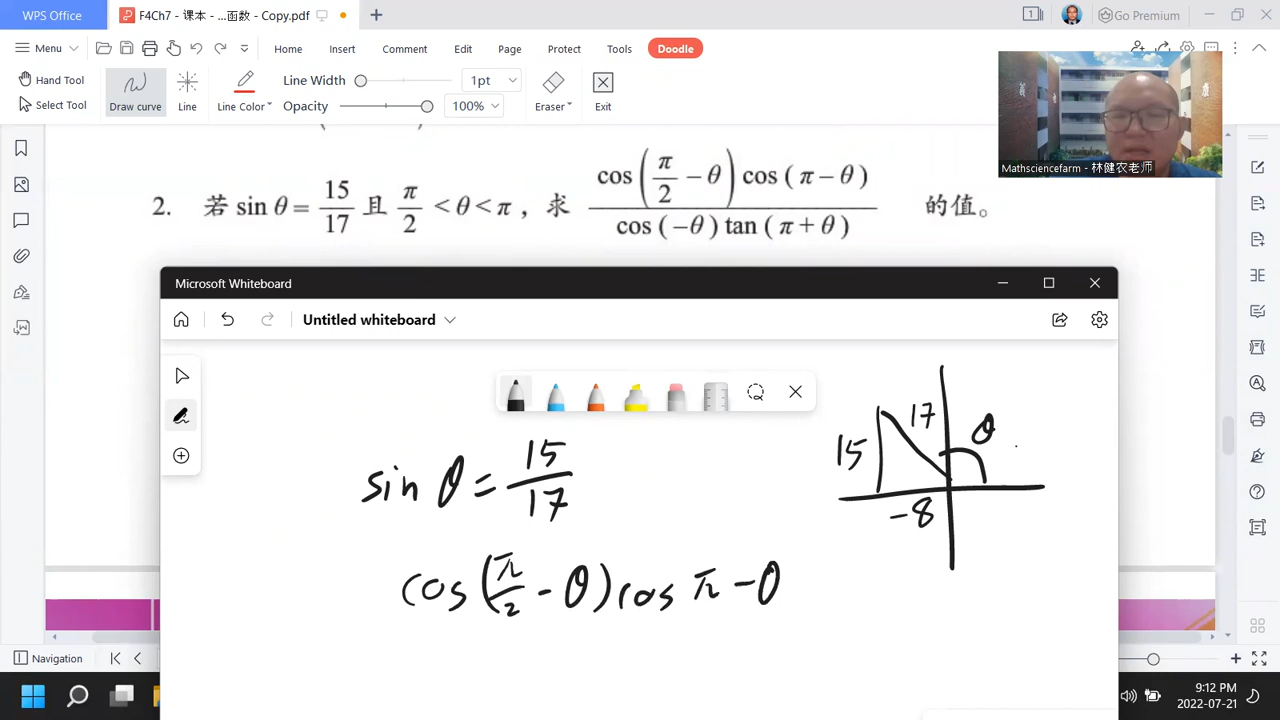 WPS Office
F4Ch7 - 课本 - ...函数 - Copy.pdf
1
Go Premium
Menu
Home
Insert
Comment
Edit
Page
Protect
Tools
Doodle
Hand Tool
Select Tool
Draw curve
Line
Line Color
Line Width
1pt
Opacity
100%
Eraser
Exit
Mathsciencefarm - 林健农老师
2. 若 sin θ = 15/17 且 π/2 < θ < π , 求 cos (π/2 − θ) cos ( π − θ ) / cos ( −θ ) tan ( π + θ ) 的值。
Microsoft Whiteboard
Untitled whiteboard
17
θ
15
-8
sin θ = 15/17
cos (π/2 - θ) cos π - θ
Navigation
100%
9:12 PM
2022-07-21